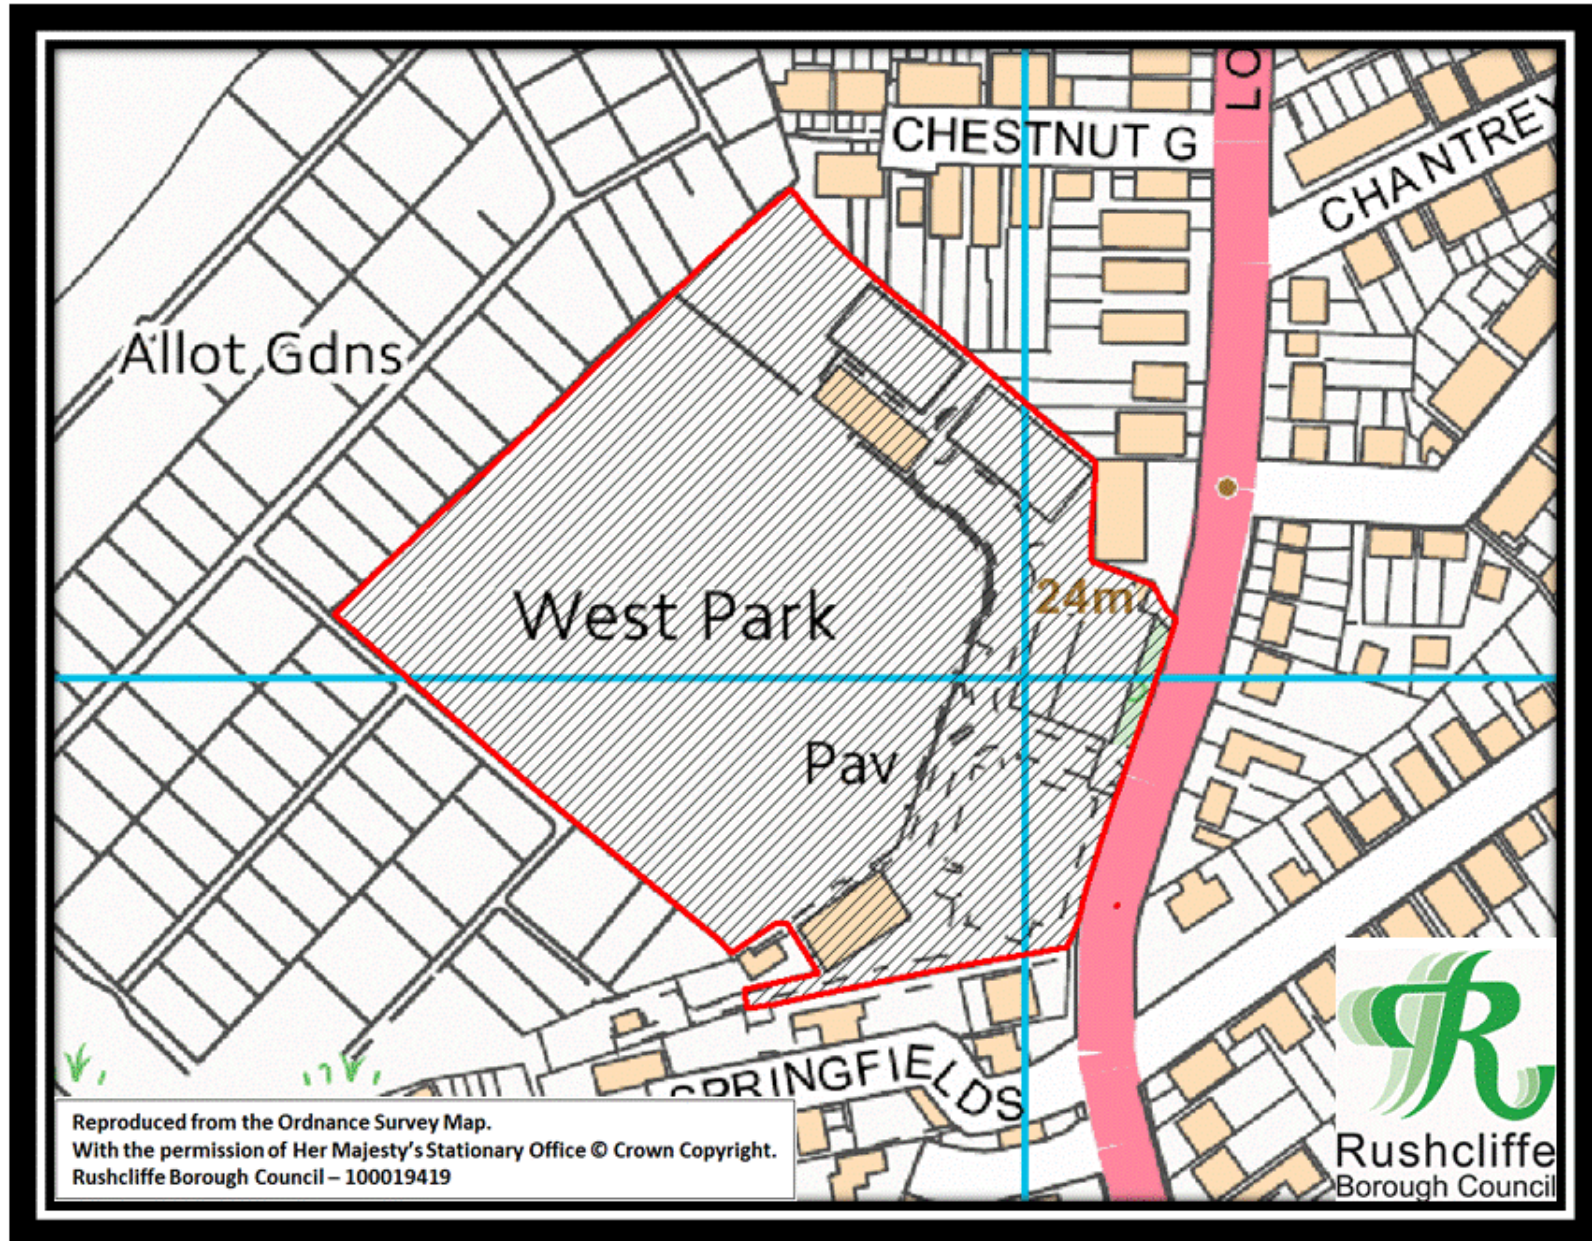 LO
CHESTNUT G
CHANTREY
Allot Gdns
West Park
24m
Pav
SPRINGFIELDS
Reproduced from the Ordnance Survey Map.
With the permission of Her Majesty's Stationary Office © Crown Copyright.
Rushcliffe Borough Council – 100019419
R
Rushcliffe
Borough Council